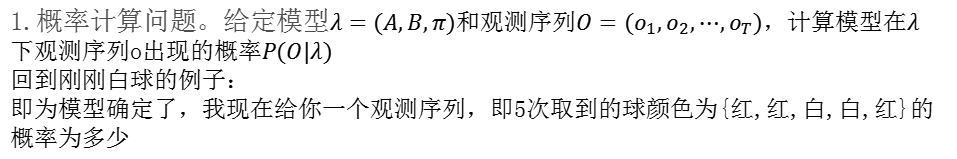 1.概率计算问题。给定模型λ = (A, B, π)和观测序列O = (o₁, o₂, ⋯, o_T)，计算模型在λ
下观测序列o出现的概率P(O|λ)
回到刚刚白球的例子：
即为模型确定了，我现在给你一个观测序列，即5次取到的球颜色为{红,红,白,白,红}的
概率为多少